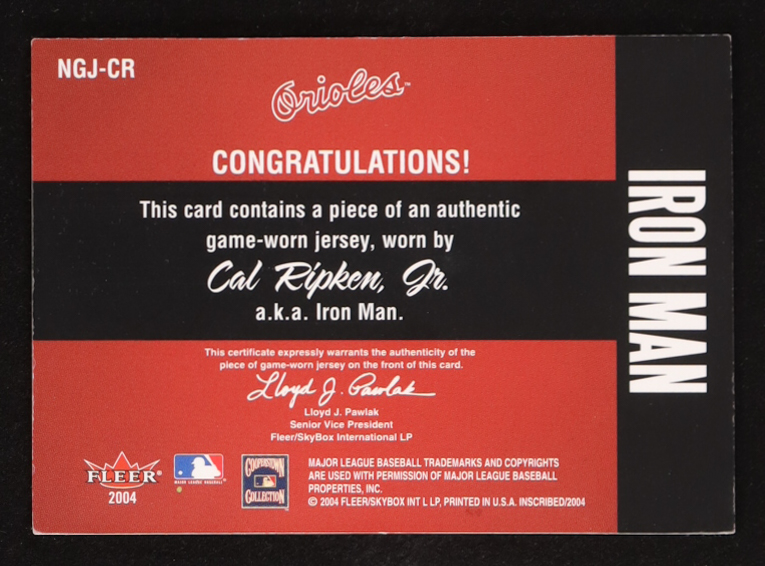 NGJ-CR
Orioles™
CONGRATULATIONS!
This card contains a piece of an authentic
game-worn jersey, worn by
Cal Ripken, Jr.
a.k.a. Iron Man.
IRON MAN
This certificate expressly warrants the authenticity of the
piece of game-worn jersey on the front of this card.
Lloyd J. Pawlak
Lloyd J. Pawlak
Senior Vice President
Fleer/SkyBox International LP
FLEER®
2004
MAJOR LEAGUE BASEBALL
COOPERSTOWN
COLLECTION
MAJOR LEAGUE BASEBALL TRADEMARKS AND COPYRIGHTS
ARE USED WITH PERMISSION OF MAJOR LEAGUE BASEBALL
PROPERTIES, INC.
© 2004 FLEER/SKYBOX INT L LP, PRINTED IN U.S.A. INSCRIBED/2004